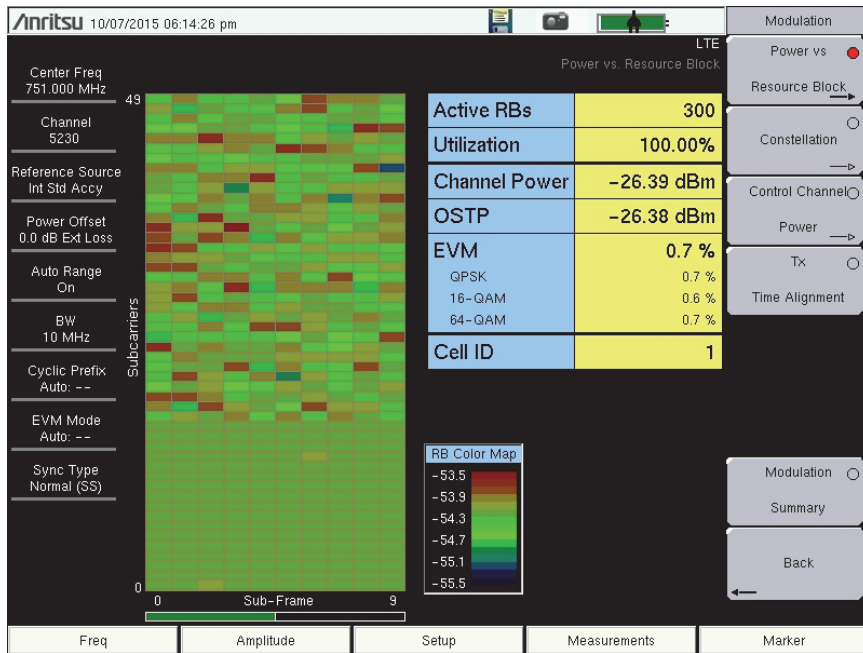 Anritsu 10/07/2015 06:14:26 pm
Modulation
LTE
Power vs. Resource Block
Center Freq
751.000 MHz
Channel
5230
Reference Source
Int Std Accy
Power Offset
0.0 dB Ext Loss
Auto Range
On
BW
10 MHz
Cyclic Prefix
Auto: --
EVM Mode
Auto: --
Sync Type
Normal (SS)
49
Subcarriers
0
0 Sub-Frame 9
Active RBs 300
Utilization 100.00%
Channel Power -26.39 dBm
OSTP -26.38 dBm
EVM 0.7 %
QPSK 0.7 %
16-QAM 0.6 %
64-QAM 0.7 %
Cell ID 1
RB Color Map
-53.5
-53.9
-54.3
-54.7
-55.1
-55.5
Power vs
Resource Block
Constellation
Control Channel
Power
Tx
Time Alignment
Modulation
Summary
Back
Freq Amplitude Setup Measurements Marker